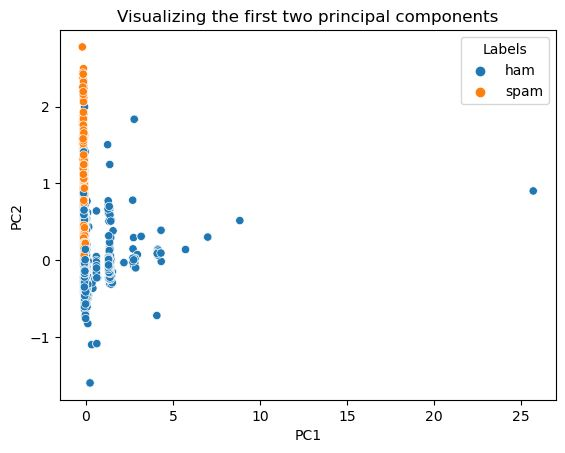 Visualizing the first two principal components
Labels
ham
spam
2
1
0
−1
PC2
0
5
10
15
20
25
PC1